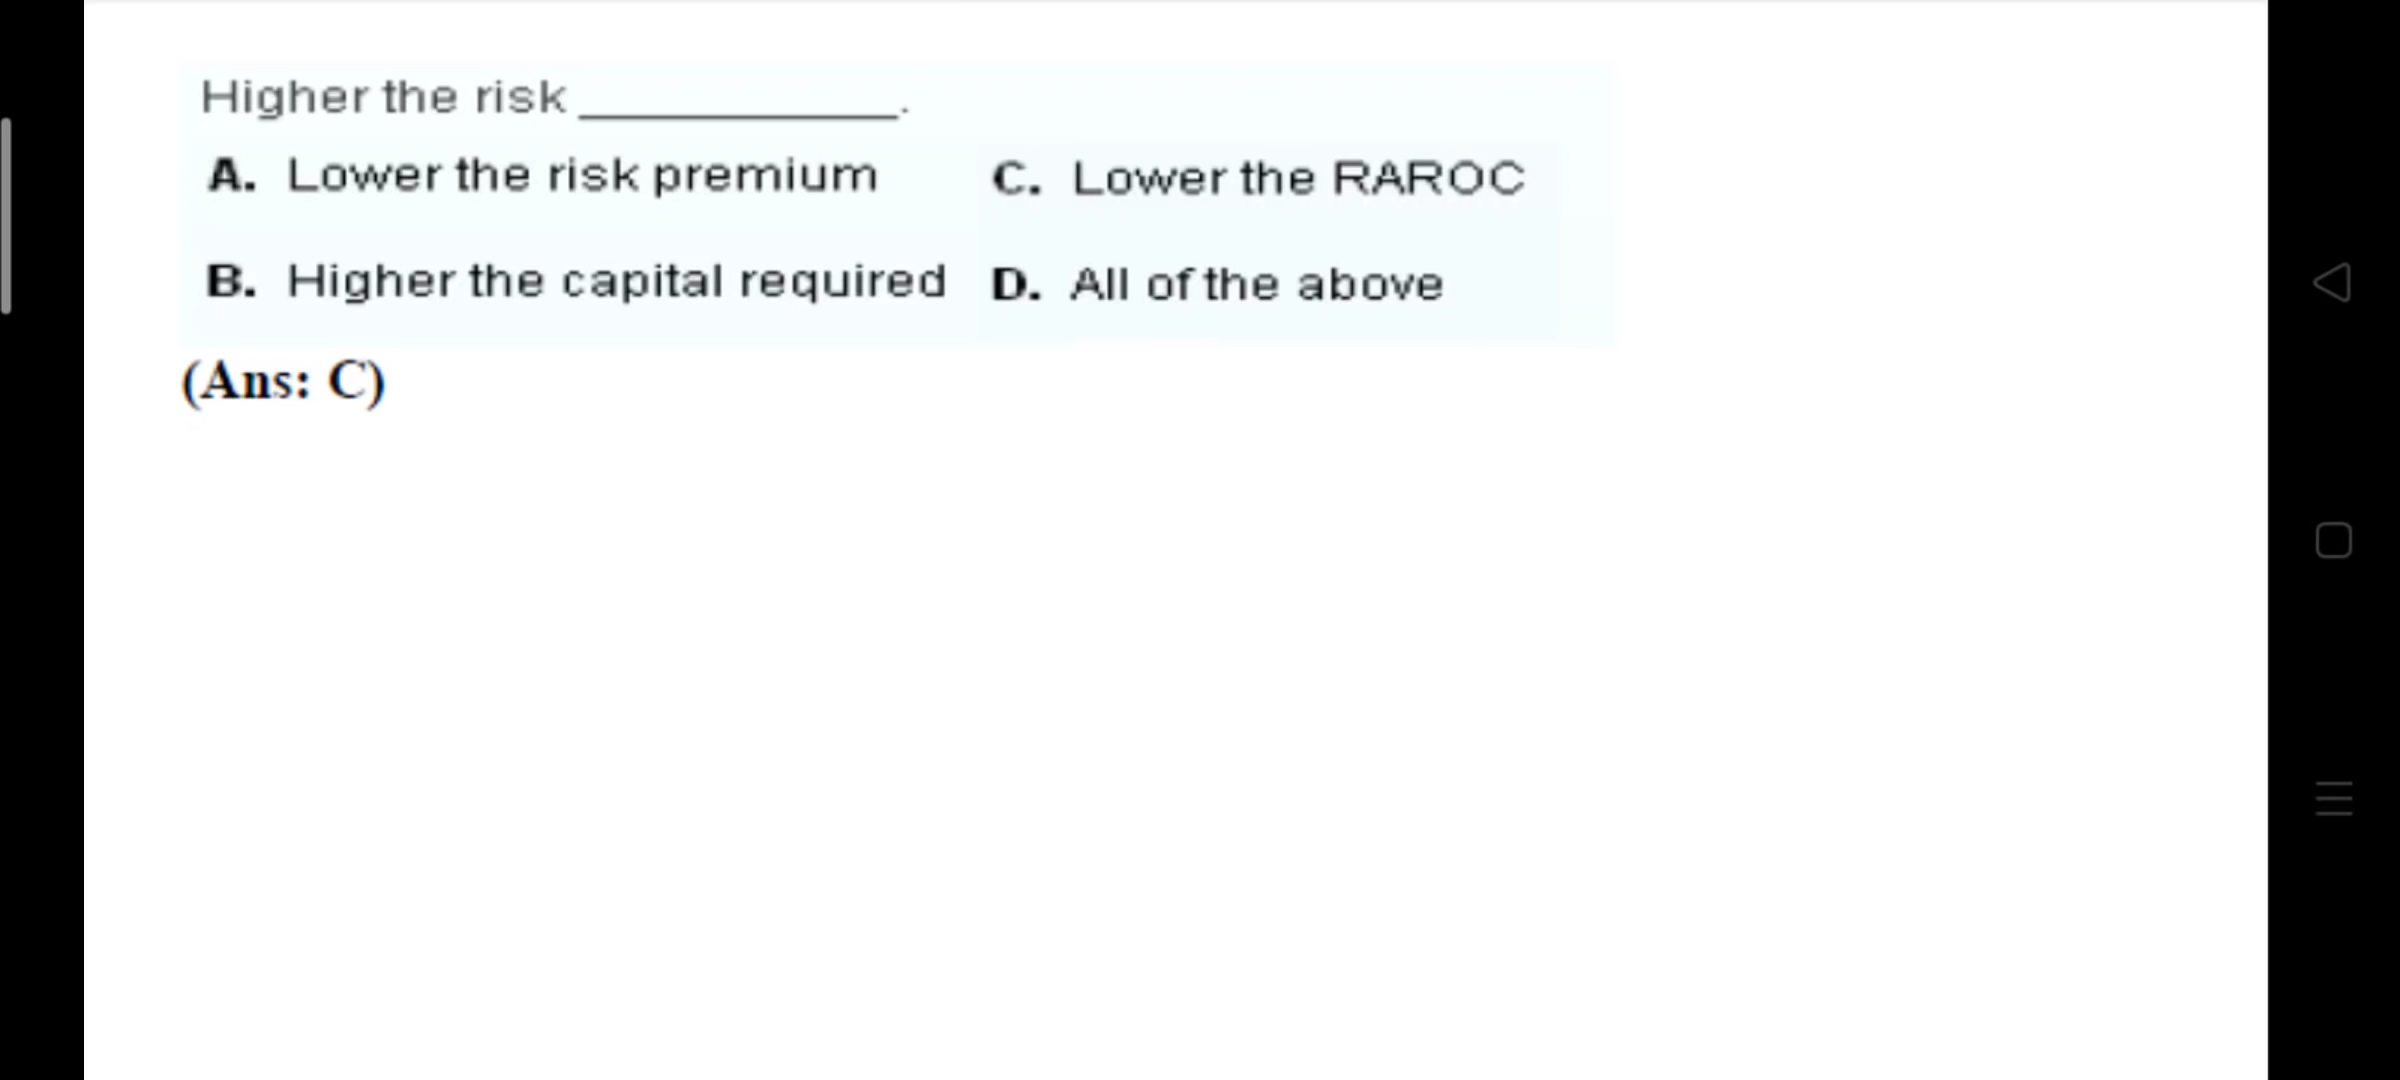 Higher the risk ____________.
A. Lower the risk premium C. Lower the RAROC
B. Higher the capital required D. All of the above
(Ans: C)